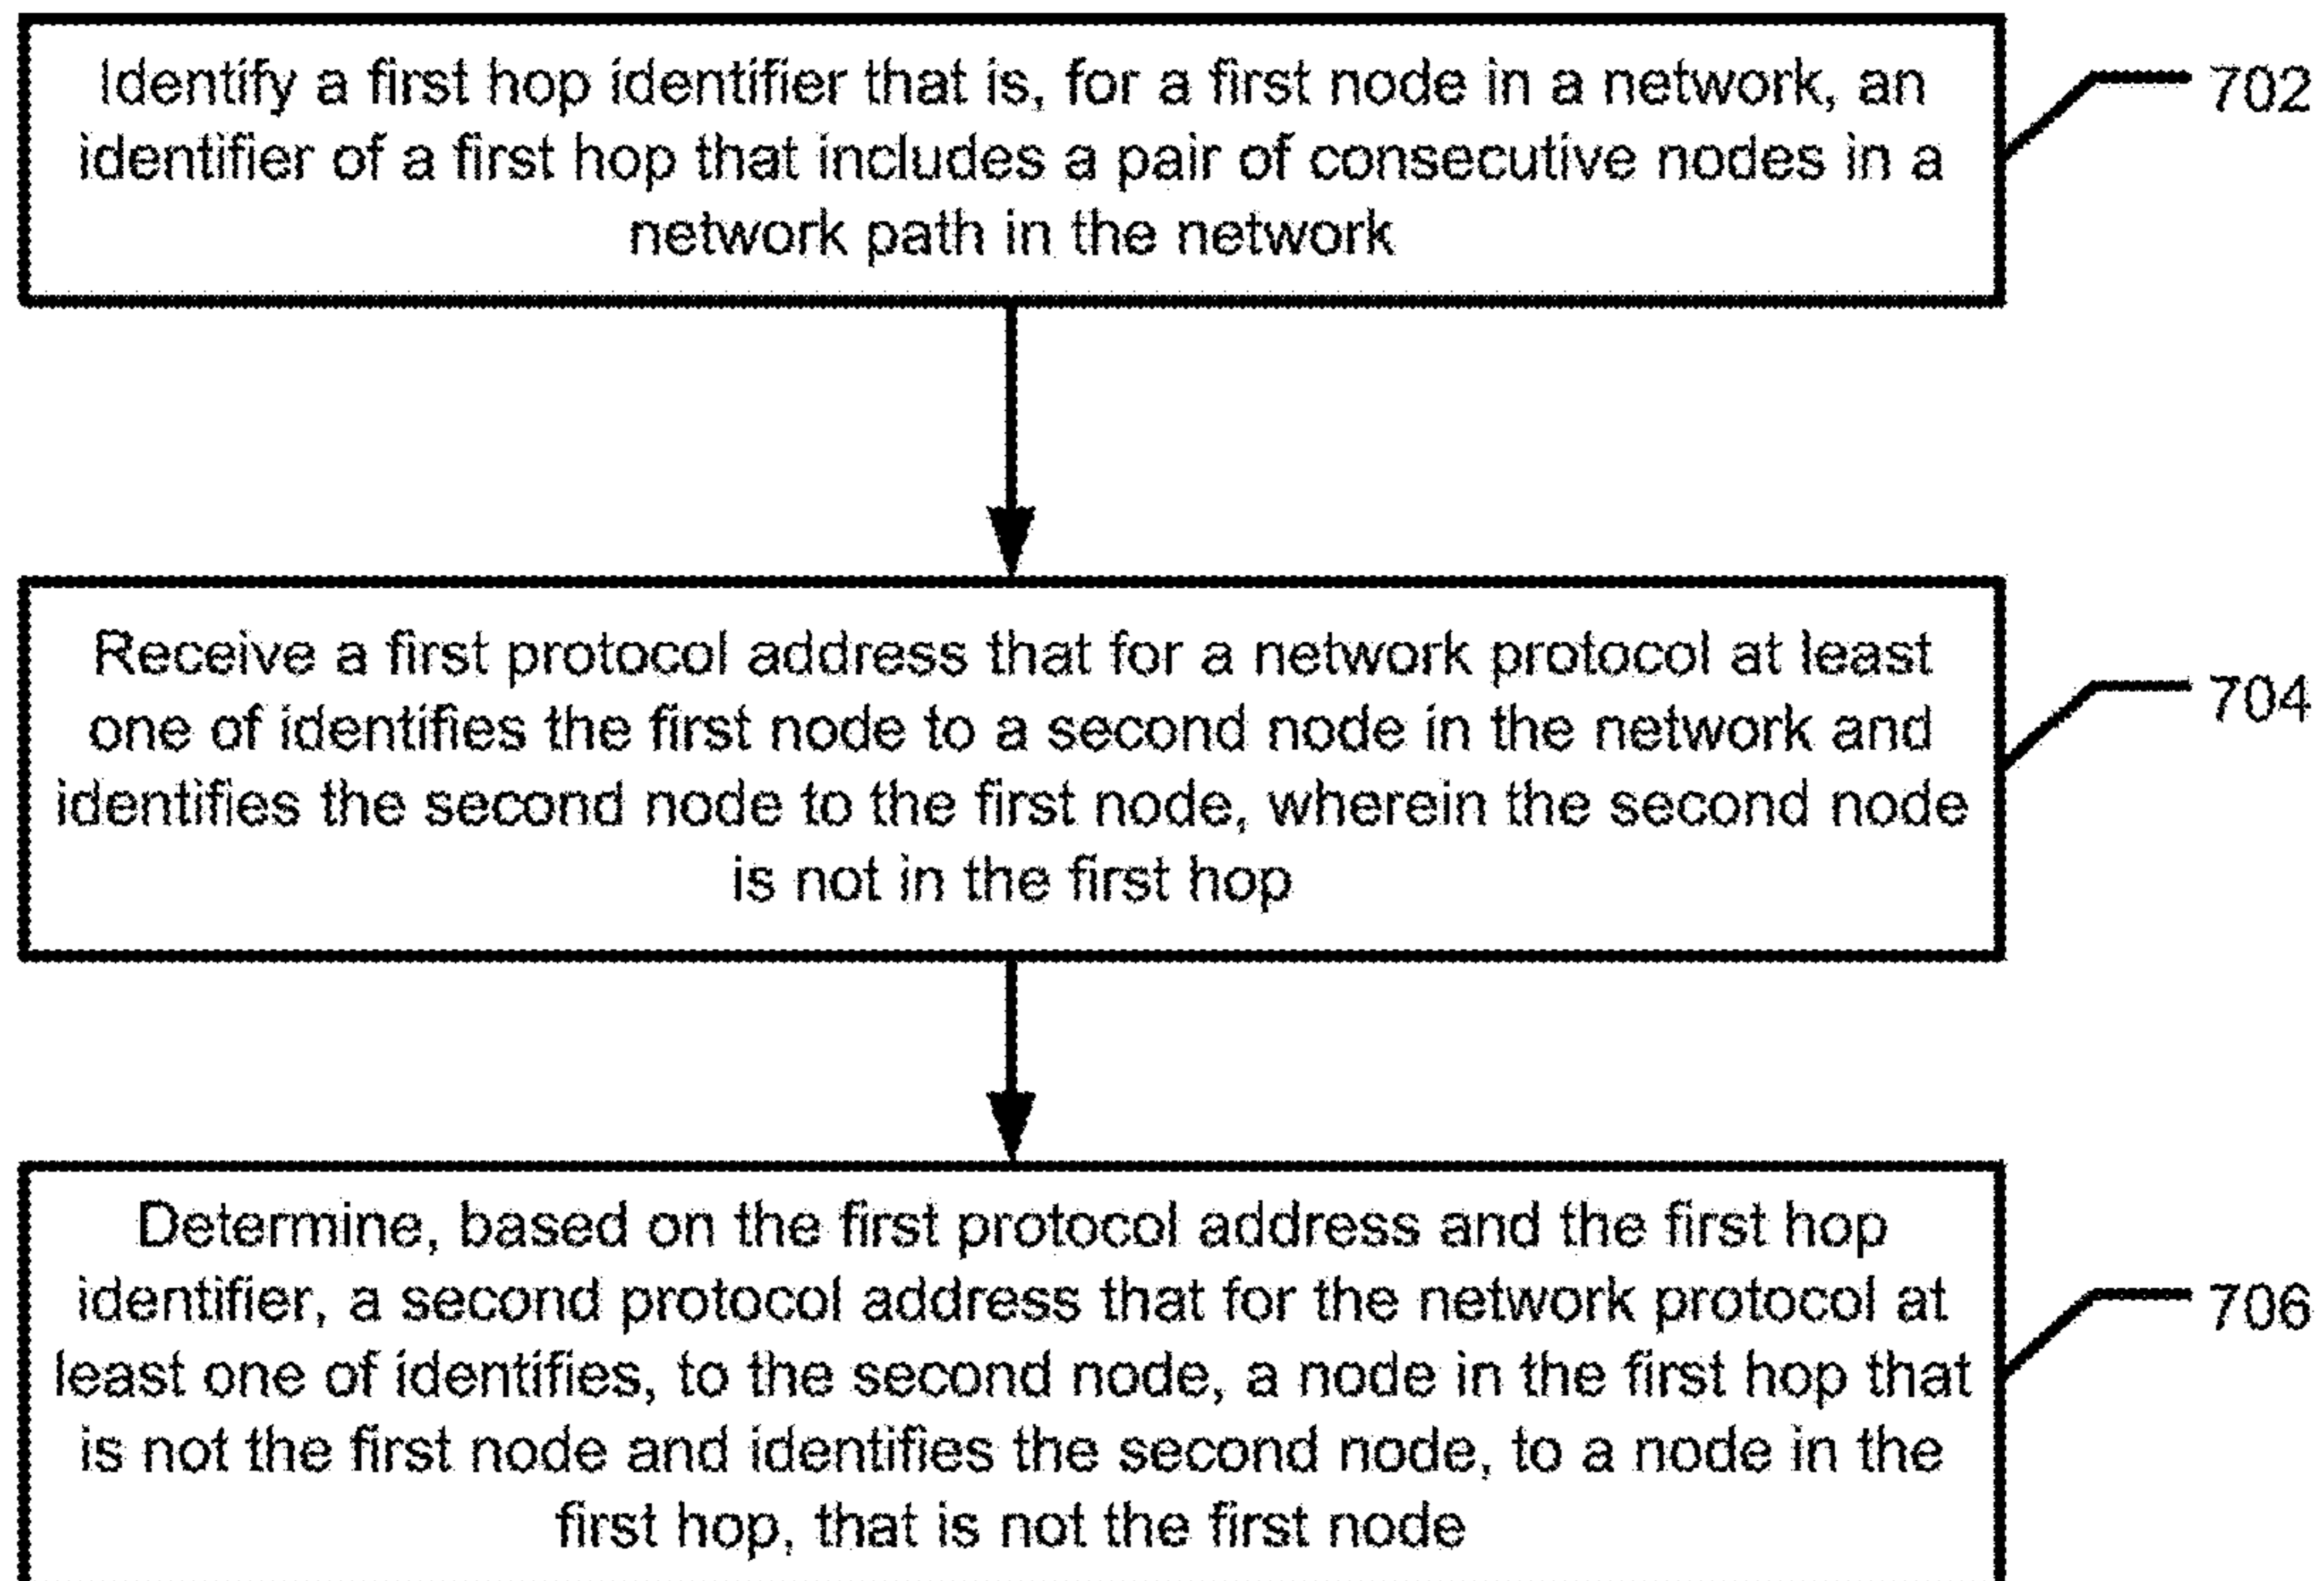 Identify a first hop identifier that is, for a first node in a network, an
identifier of a first hop that includes a pair of consecutive nodes in a
network path in the network
702
Receive a first protocol address that for a network protocol at least
one of identifies the first node to a second node in the network and
identifies the second node to the first node, wherein the second node
is not in the first hop
704
Determine, based on the first protocol address and the first hop
identifier, a second protocol address that for the network protocol at
least one of identifies, to the second node, a node in the first hop that
is not the first node and identifies the second node, to a node in the
first hop, that is not the first node
706